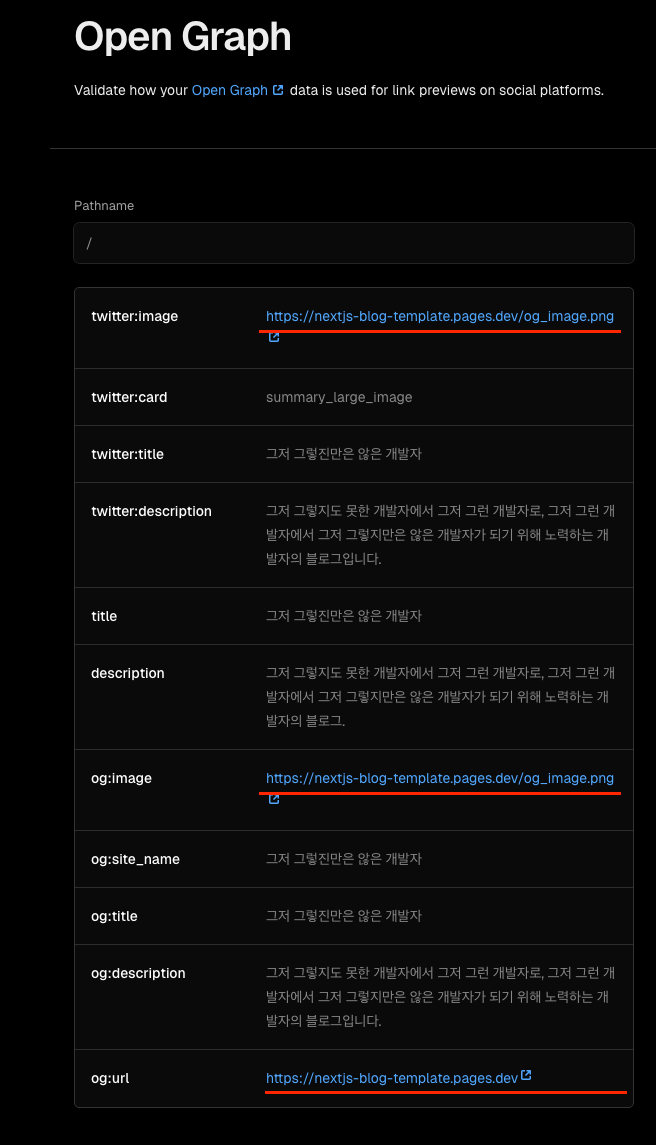 Open Graph
Validate how your Open Graph data is used for link previews on social platforms.
Pathname
/
twitter:image
https://nextjs-blog-template.pages.dev/og_image.png
twitter:card
summary_large_image
twitter:title
그저 그렇진만은 않은 개발자
twitter:description
그저 그렇지도 못한 개발자에서 그저 그런 개발자로, 그저 그런 개
발자에서 그저 그렇지만은 않은 개발자가 되기 위해 노력하는 개
발자의 블로그입니다.
title
그저 그렇진만은 않은 개발자
description
그저 그렇지도 못한 개발자에서 그저 그런 개발자로, 그저 그런 개
발자에서 그저 그렇지만은 않은 개발자가 되기 위해 노력하는 개
발자의 블로그.
og:image
https://nextjs-blog-template.pages.dev/og_image.png
og:site_name
그저 그렇진만은 않은 개발자
og:title
그저 그렇진만은 않은 개발자
og:description
그저 그렇지도 못한 개발자에서 그저 그런 개발자로, 그저 그런 개
발자에서 그저 그렇지만은 않은 개발자가 되기 위해 노력하는 개
발자의 블로그입니다.
og:url
https://nextjs-blog-template.pages.dev